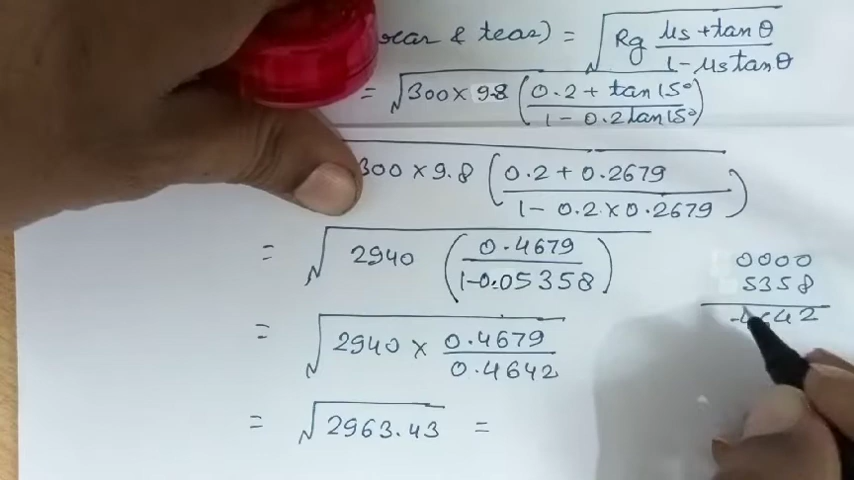 & tear) = √ Rg μs + tan θ / 1 - μs tan θ
= √ 300 × 9.8 ( 0.2 + tan 15° / 1 - 0.2 tan 15° )
300 × 9.8 ( 0.2 + 0.2679 / 1 - 0.2 × 0.2679 )
= √ 2940 ( 0.4679 / 1-0.05358 )
0000
5358
42
= √ 2940 × 0.4679 / 0.4642
= √ 2963.43 =